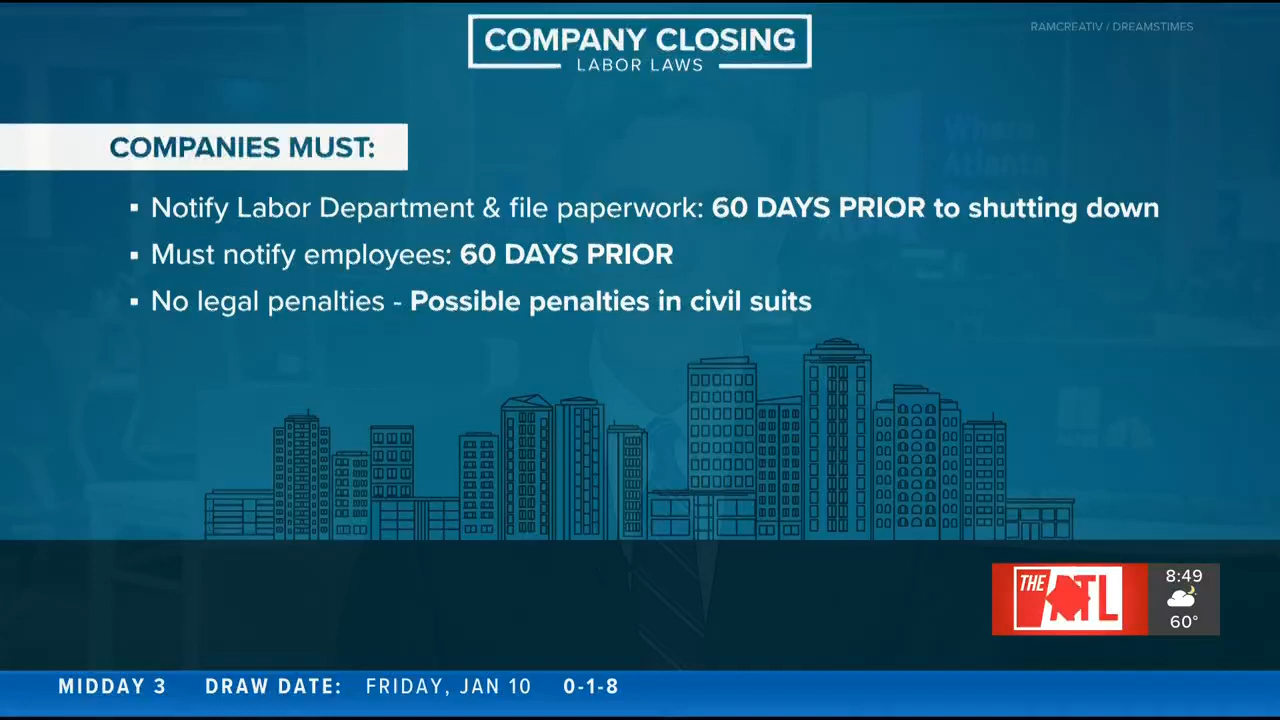 COMPANY CLOSING
LABOR LAWS
RAMCREATIV / DREAMSTIMES
COMPANIES MUST:
▪ Notify Labor Department & file paperwork: 60 DAYS PRIOR to shutting down
▪ Must notify employees: 60 DAYS PRIOR
▪ No legal penalties - Possible penalties in civil suits
Where
Atlanta
THE ATL
8:49
60°
MIDDAY 3 DRAW DATE: FRIDAY, JAN 10 0-1-8